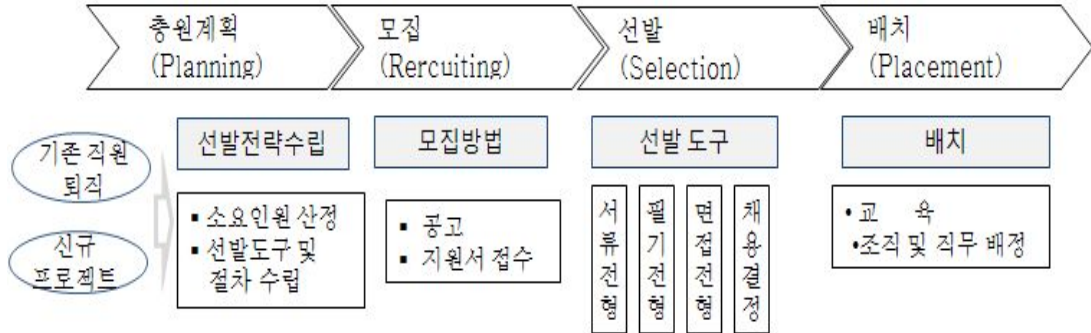 충원계획
(Planning)
모집
(Rercuiting)
선발
(Selection)
배치
(Placement)
기존 직원
퇴직
신규
프로젝트
선발전략수립
▪ 소요인원 산정
▪ 선발도구 및
절차 수립
모집방법
▪ 공고
▪ 지원서 접수
선발 도구
서류전형
필기전형
면접전형
채용결정
배치
• 교 육
•조직 및 직무 배정